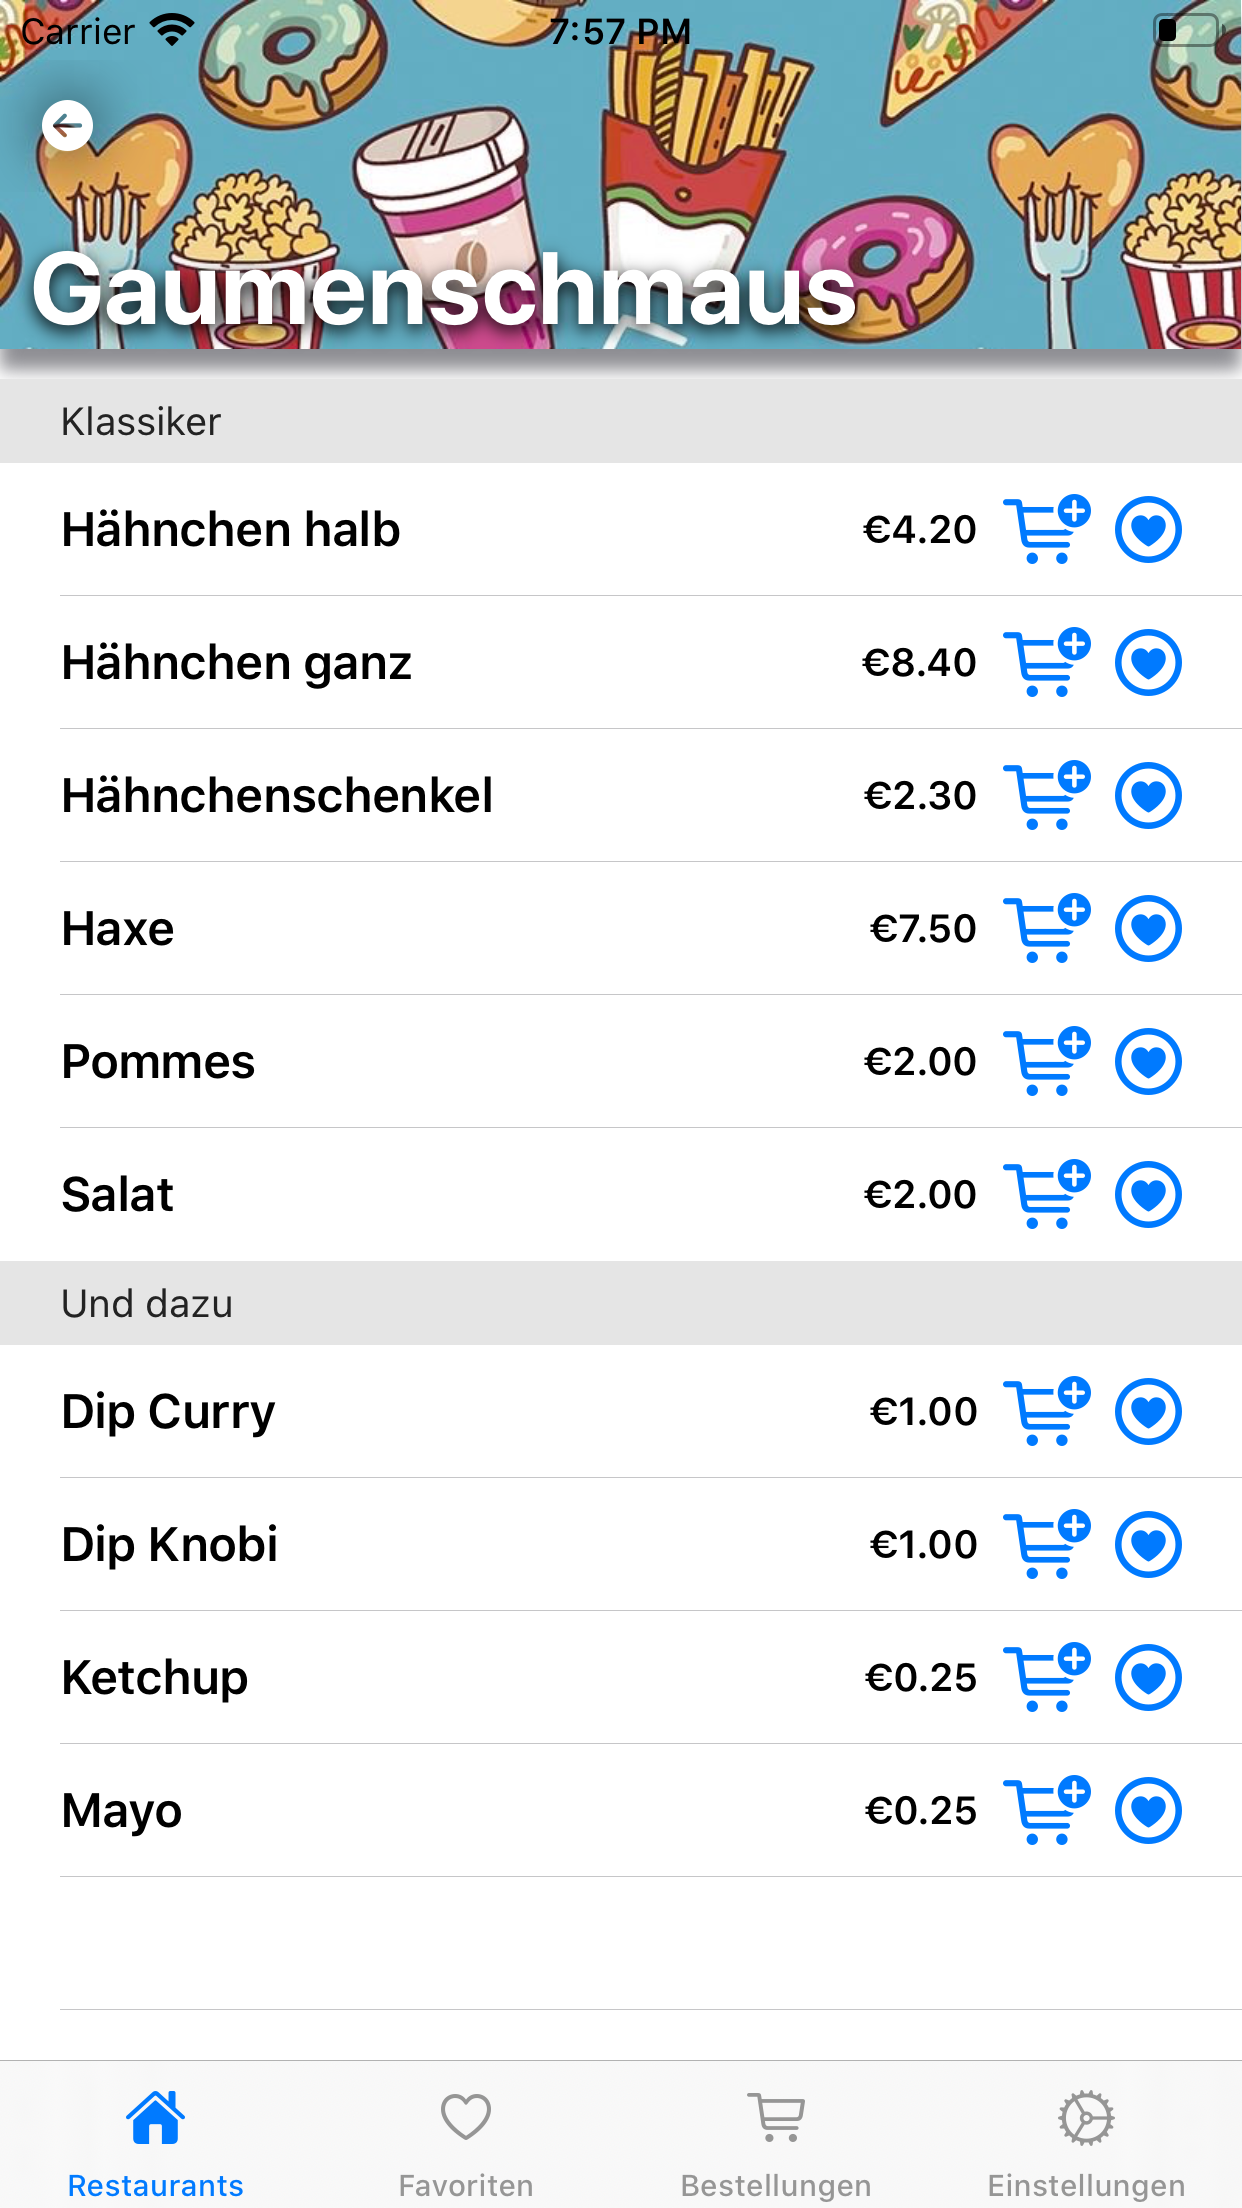 Carrier 7:57 PM
Gaumenschmaus
Klassiker
Hähnchen halb €4.20
Hähnchen ganz €8.40
Hähnchenschenkel €2.30
Haxe €7.50
Pommes €2.00
Salat €2.00
Und dazu
Dip Curry €1.00
Dip Knobi €1.00
Ketchup €0.25
Mayo €0.25
Restaurants Favoriten Bestellungen Einstellungen